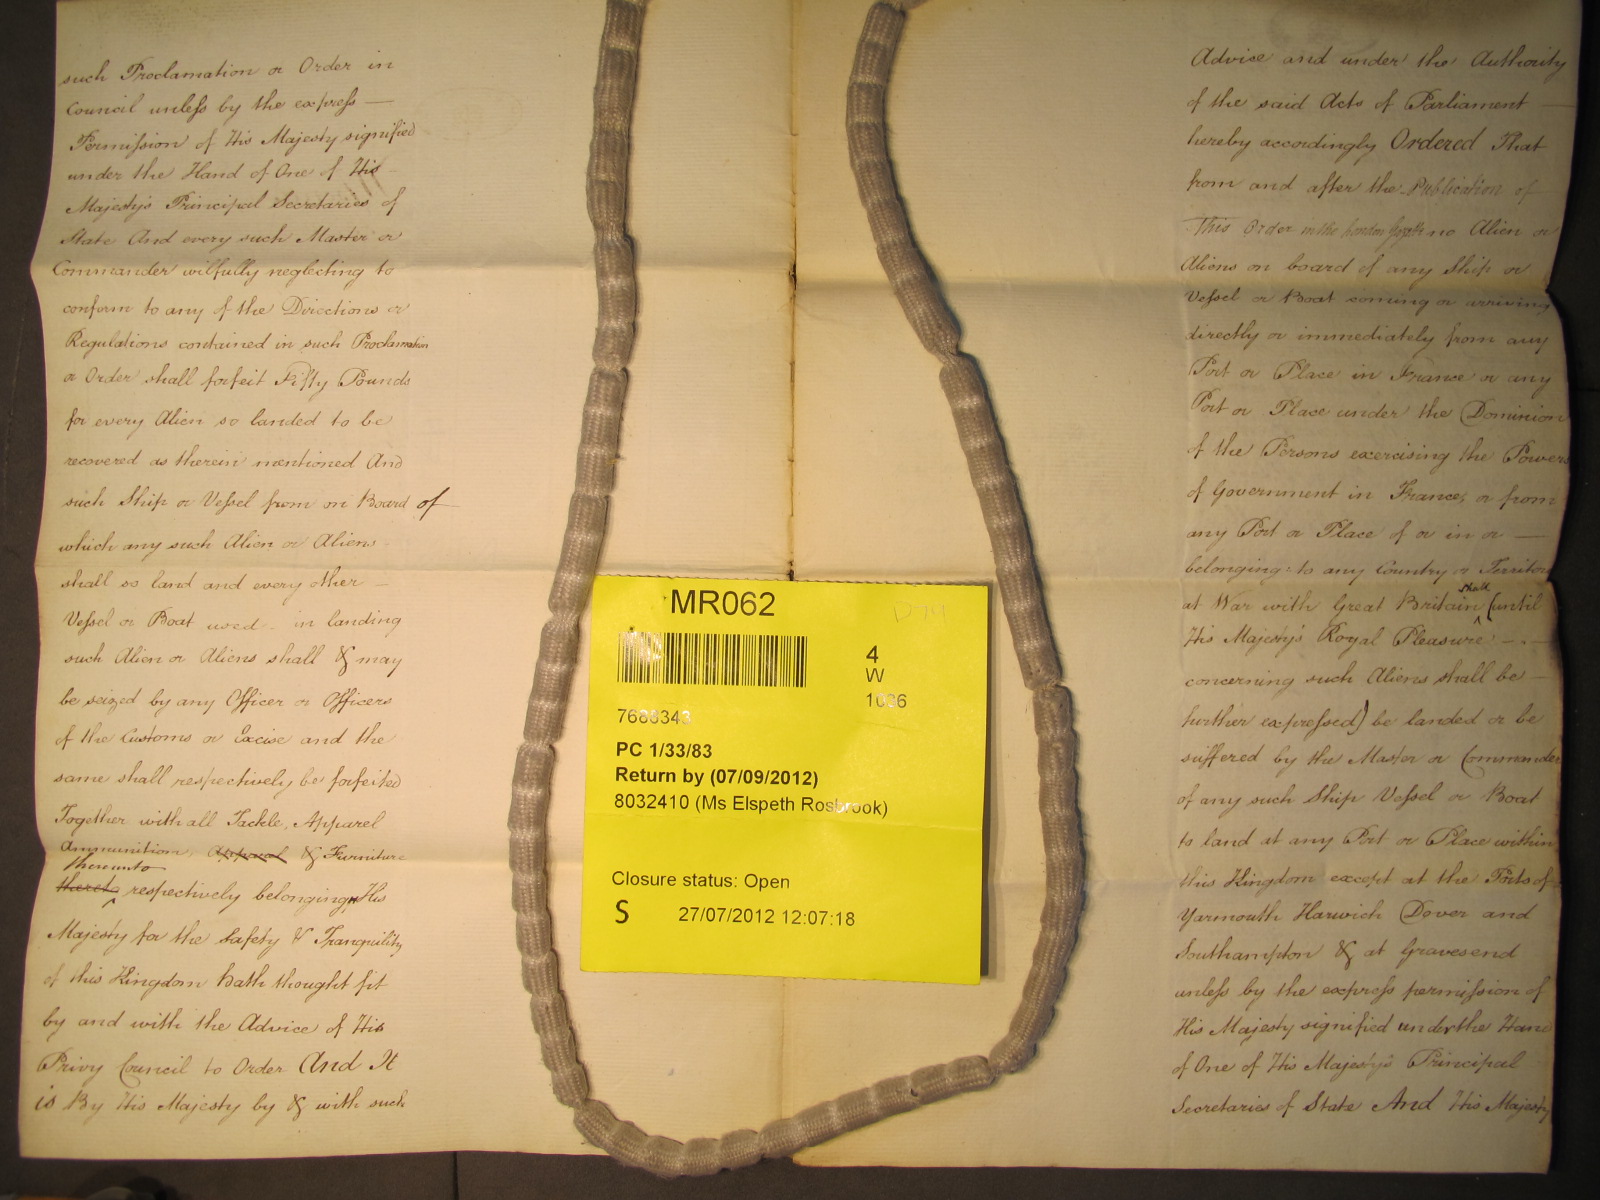 such Proclamation or Order in
Council unless by the express —
Permission of His Majesty signified
under the Hand of One of His
Majesty's Principal Secretaries of
State And every such Master or
Commander wilfully neglecting to
conform to any of the Directions or
Regulations contained in such Proclamation
or Order shall forfeit Fifty Pounds
for every Alien so landed to be
recovered as therein mentioned And
such Ship or Vessel from on Board of
which any such Alien or Aliens
shall so land and every other —
Vessel or Boat used in landing
such Alien or Aliens shall & may
be seized by any Officer or Officers
of the Customs or Excise and the
same shall respectively be forfeited
Together with all Tackle, Apparel
Ammunition, Apparel & Furniture
thereunto
thereto respectively belonging His
Majesty for the Safety & Tranquility
of this Kingdom hath thought fit
by and with the Advice of His
Privy Council to Order And It
is By His Majesty by & with such
MR062
D74
4
W
1036
7688343
PC 1/33/83
Return by (07/09/2012)
8032410 (Ms Elspeth Rosbrook)
Closure status: Open
S 27/07/2012 12:07:18
Advise and under the Authority
of the said Acts of Parliament —
hereby accordingly Ordered That
from and after the Publication of
This Order in the London Gazette no Alien or
Aliens on board of any Ship or
Vessel or Boat coming or arriving
directly or immediately from any
Port or Place in France or any
Port or Place under the Dominion
of the Persons exercising the Powers
of Government in France, or from
any Port or Place of or in or —
belonging to any Country or Territory
shall
at War with Great Britain (until
His Majesty's Royal Pleasure —
concerning such Aliens shall be —
further expressed) be landed or be
suffered by the Master or Commander
of any such Ship Vessel or Boat
to land at any Port or Place within
this Kingdom except at the Ports of
Yarmouth Harwich Dover and
Southampton & at Gravesend
unless by the express permission of
His Majesty signified under the Hand
of One of His Majesty's Principal
Secretaries of State And His Majesty